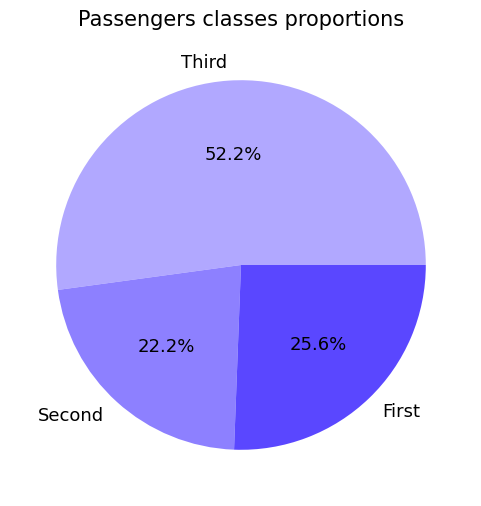 Passengers classes proportions
Third
52.2%
22.2%
25.6%
Second
First